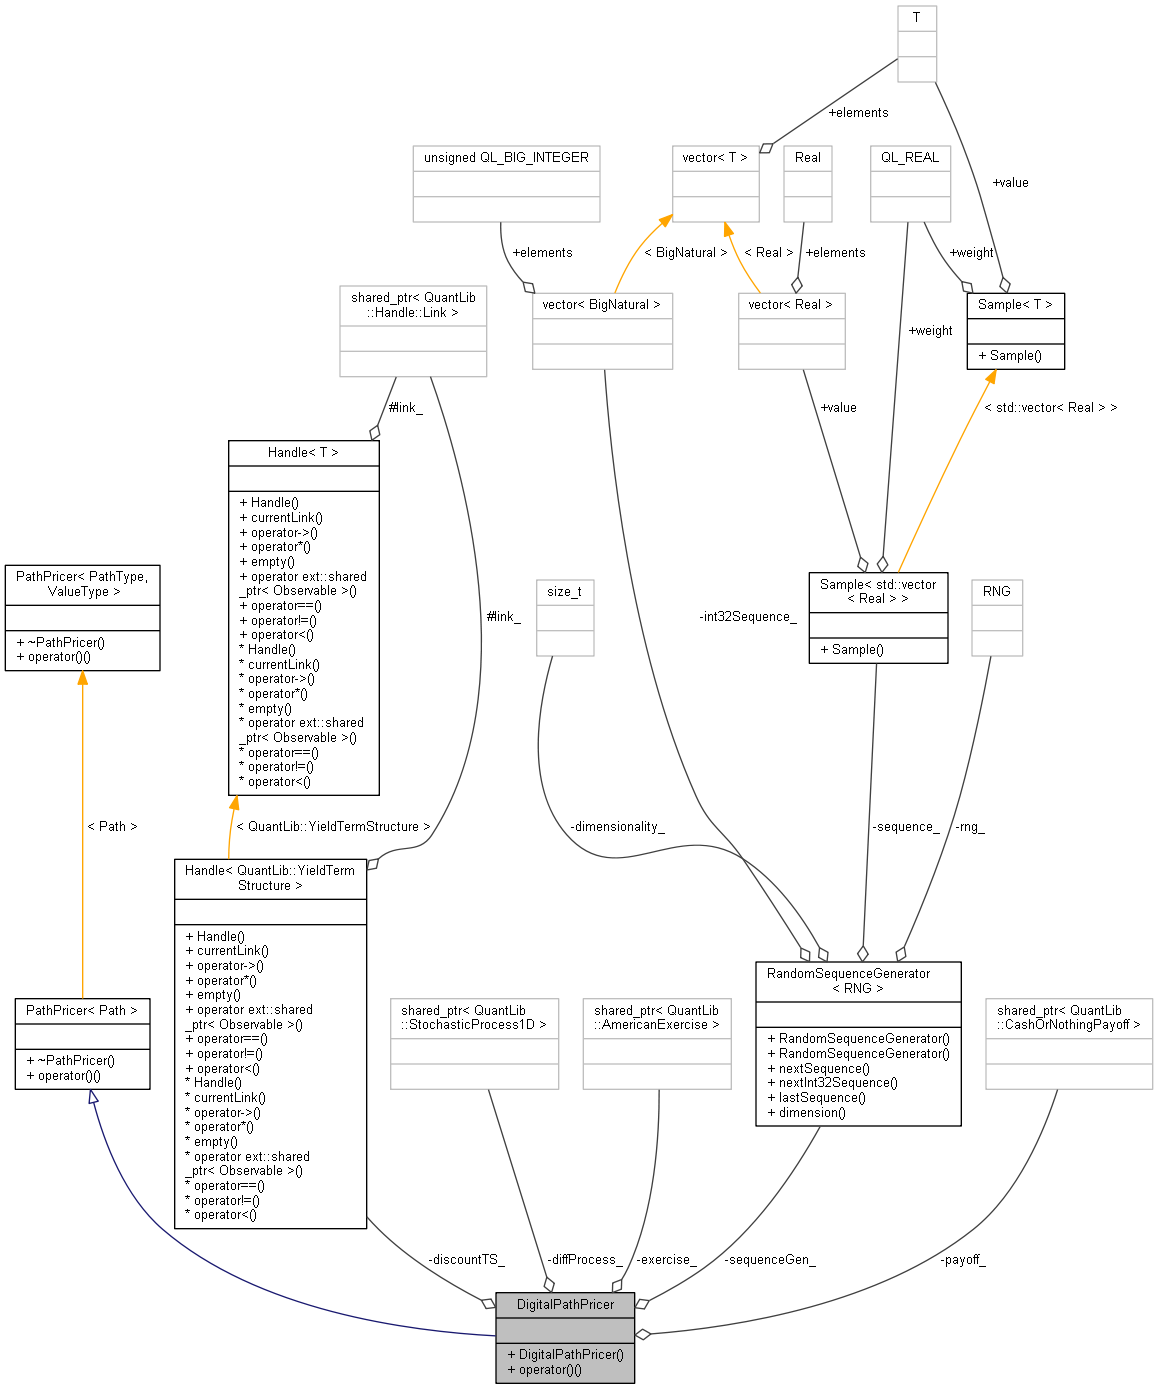 T
+elements
unsigned QL_BIG_INTEGER
vector< T >
Real
QL_REAL
+value
+elements
< BigNatural >
< Real >
+elements
+weight
shared_ptr< QuantLib
::Handle::Link >
vector< BigNatural >
vector< Real >
Sample< T >
+ Sample()
+weight
#link_
+value
< std::vector< Real > >
Handle< T >
+ Handle()
+ currentLink()
+ operator->()
+ operator*()
+ empty()
+ operator ext::shared
_ptr< Observable >()
+ operator==()
+ operator!=()
+ operator<()
* Handle()
* currentLink()
* operator->()
* operator*()
* empty()
* operator ext::shared
_ptr< Observable >()
* operator==()
* operator!=()
* operator<()
PathPricer< PathType,
ValueType >
+ ~PathPricer()
+ operator()()
#link_
size_t
-int32Sequence_
Sample< std::vector
< Real > >
+ Sample()
RNG
< Path >
< QuantLib::YieldTermStructure >
-dimensionality_
-sequence_
-rng_
Handle< QuantLib::YieldTerm
Structure >
+ Handle()
+ currentLink()
+ operator->()
+ operator*()
+ empty()
+ operator ext::shared
_ptr< Observable >()
+ operator==()
+ operator!=()
+ operator<()
* Handle()
* currentLink()
* operator->()
* operator*()
* empty()
* operator ext::shared
_ptr< Observable >()
* operator==()
* operator!=()
* operator<()
PathPricer< Path >
+ ~PathPricer()
+ operator()()
shared_ptr< QuantLib
::StochasticProcess1D >
shared_ptr< QuantLib
::AmericanExercise >
RandomSequenceGenerator
< RNG >
+ RandomSequenceGenerator()
+ RandomSequenceGenerator()
+ nextSequence()
+ nextInt32Sequence()
+ lastSequence()
+ dimension()
shared_ptr< QuantLib
::CashOrNothingPayoff >
-discountTS_
-diffProcess_
-exercise_
-sequenceGen_
-payoff_
DigitalPathPricer
+ DigitalPathPricer()
+ operator()()